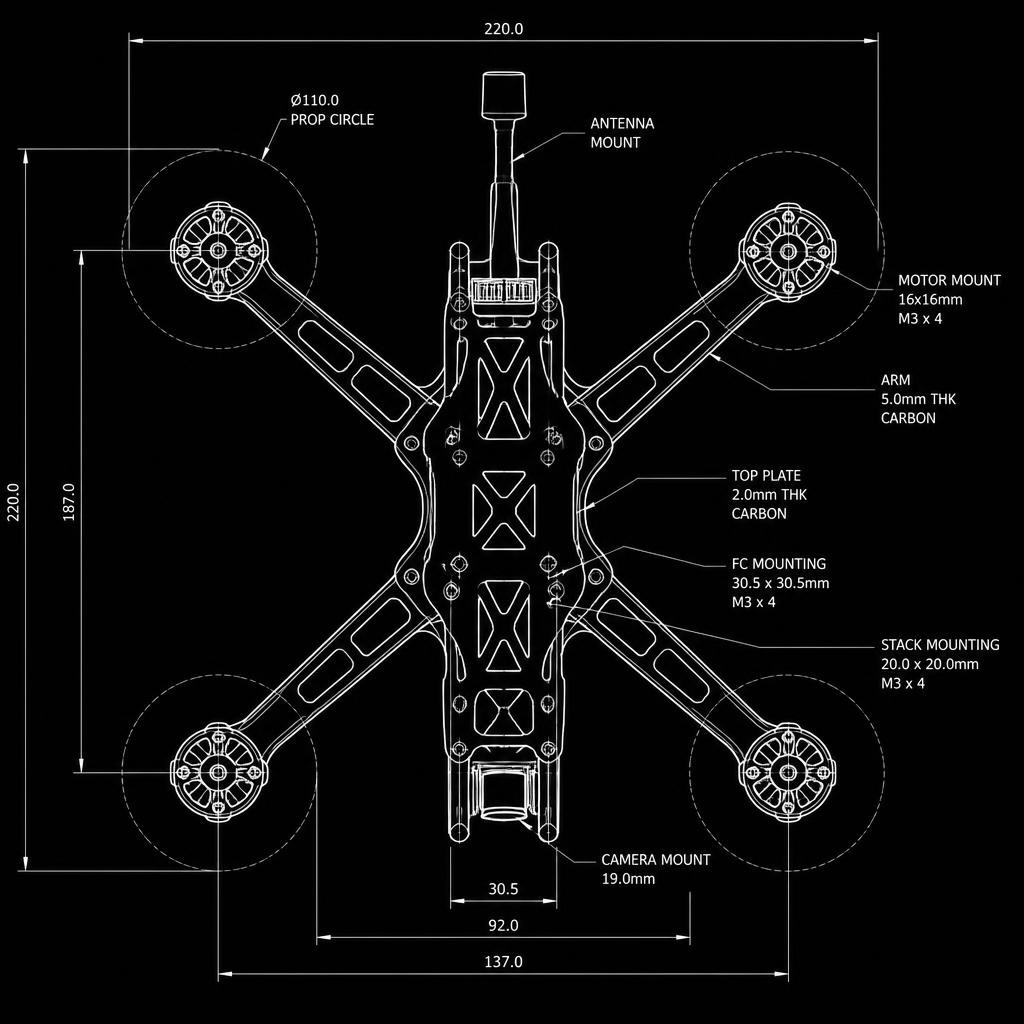 220.0
Ø110.0
PROP CIRCLE
ANTENNA
MOUNT
MOTOR MOUNT
16x16mm
M3 x 4
ARM
5.0mm THK
CARBON
220.0
187.0
TOP PLATE
2.0mm THK
CARBON
FC MOUNTING
30.5 x 30.5mm
M3 x 4
STACK MOUNTING
20.0 x 20.0mm
M3 x 4
CAMERA MOUNT
19.0mm
30.5
92.0
137.0